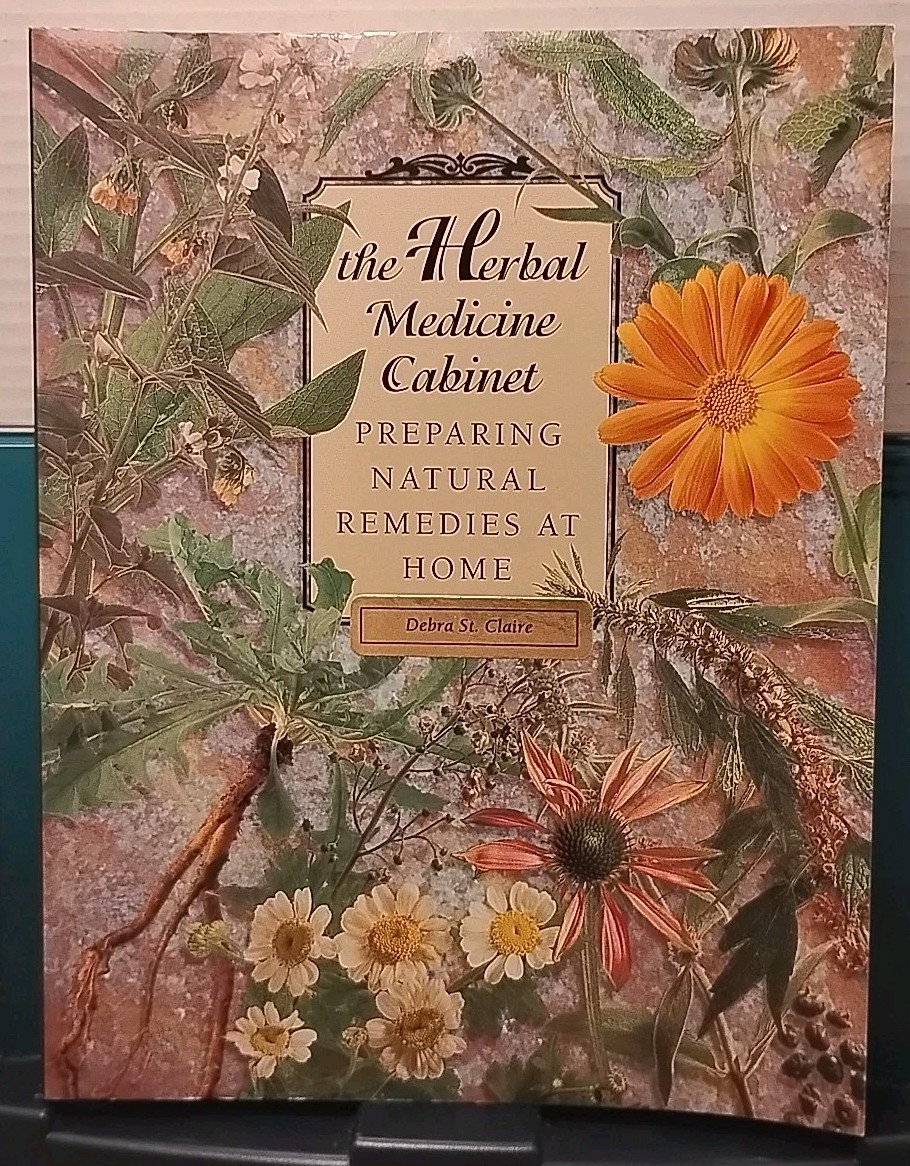 the Herbal
Medicine
Cabinet
PREPARING
NATURAL
REMEDIES AT
HOME
Debra St. Claire